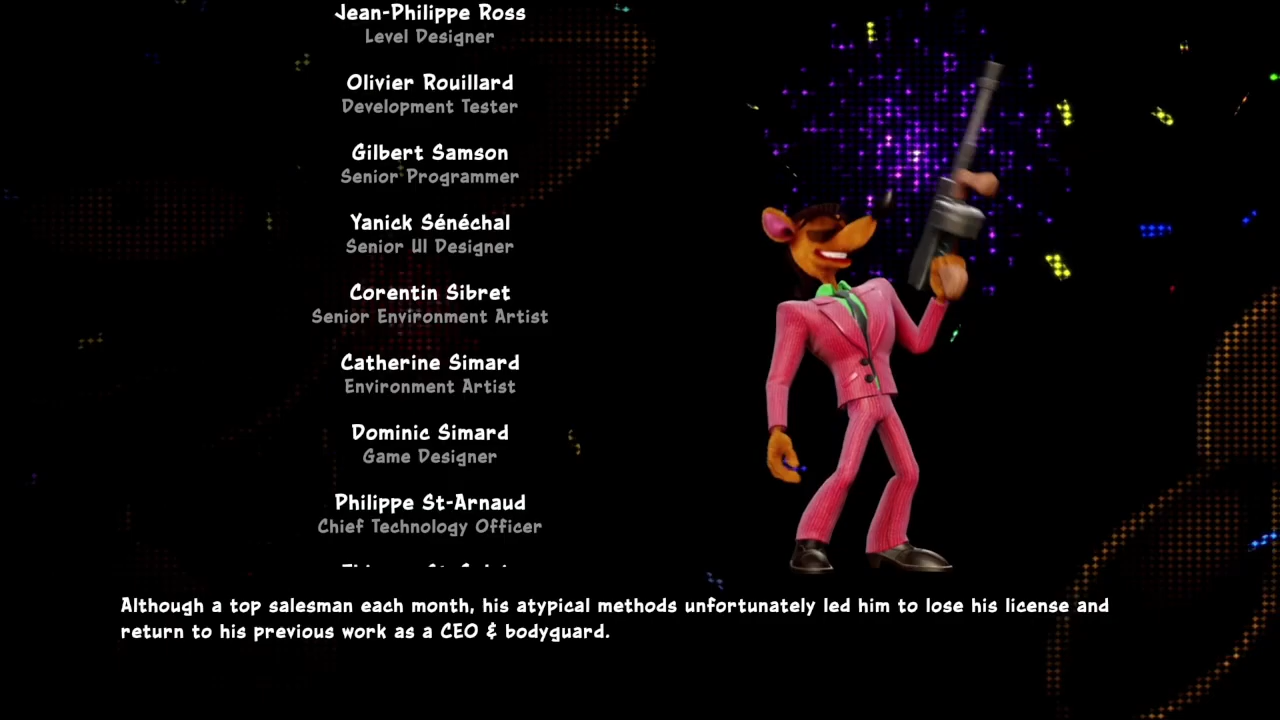 Jean-Philippe Ross
Level Designer
Olivier Rouillard
Development Tester
Gilbert Samson
Senior Programmer
Yanick Sénéchal
Senior UI Designer
Corentin Sibret
Senior Environment Artist
Catherine Simard
Environment Artist
Dominic Simard
Game Designer
Philippe St-Arnaud
Chief Technology Officer
Although a top salesman each month, his atypical methods unfortunately led him to lose his license and
return to his previous work as a CEO & bodyguard.